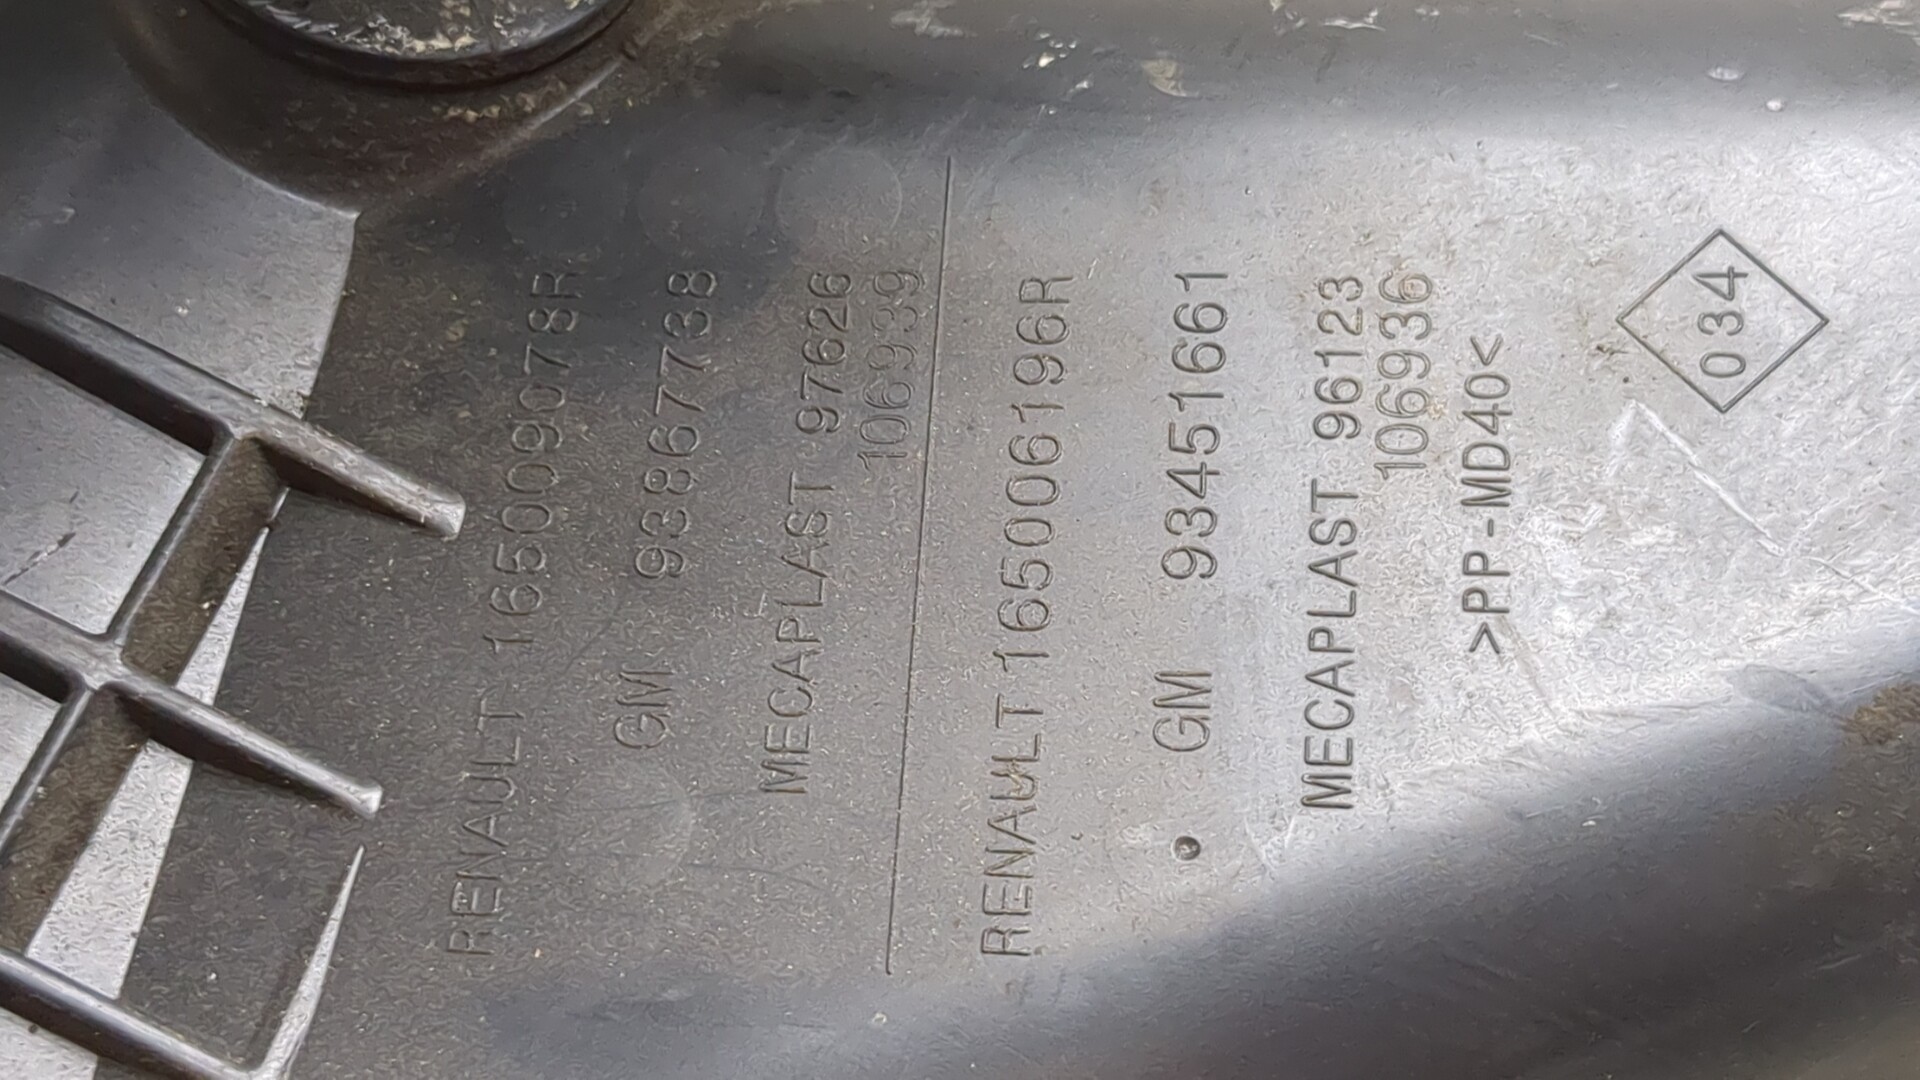 RENAULT 165009078R
GM 93867738
MECAPLAST 97626
106939
RENAULT 165006196R
GM 93451661
MECAPLAST 96123
106936
>PP-MD40<
034